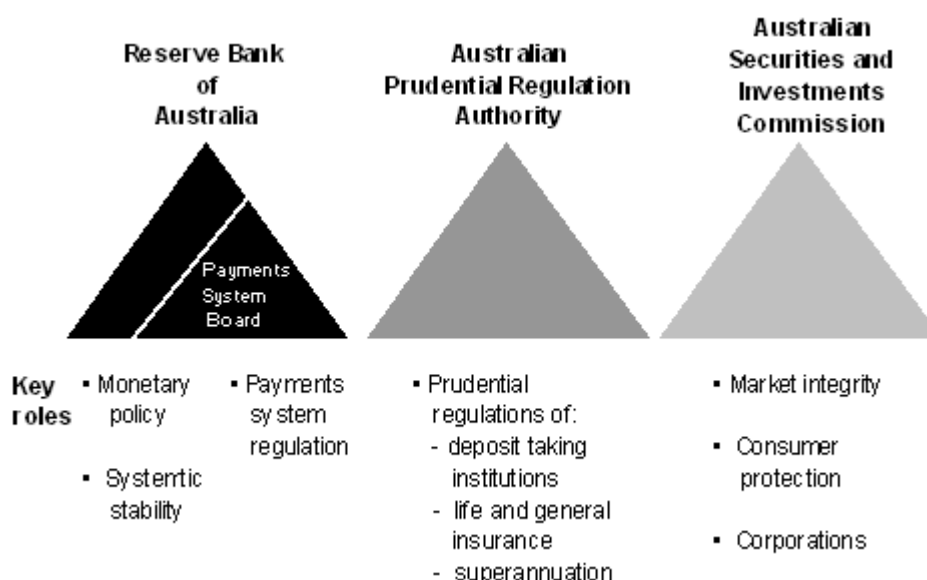 Reserve Bank
of
Australia
Australian
Prudential Regulation
Authority
Australian
Securities and
Investments
Commission
Payments
System
Board
Key
roles
▪ Monetary
policy
▪ Systemtic
stability
▪ Payments
system
regulation
▪ Prudential
regulations of:
- deposit taking
institutions
- life and general
insurance
- superannuation
▪ Market integrity
▪ Consumer
protection
▪ Corporations